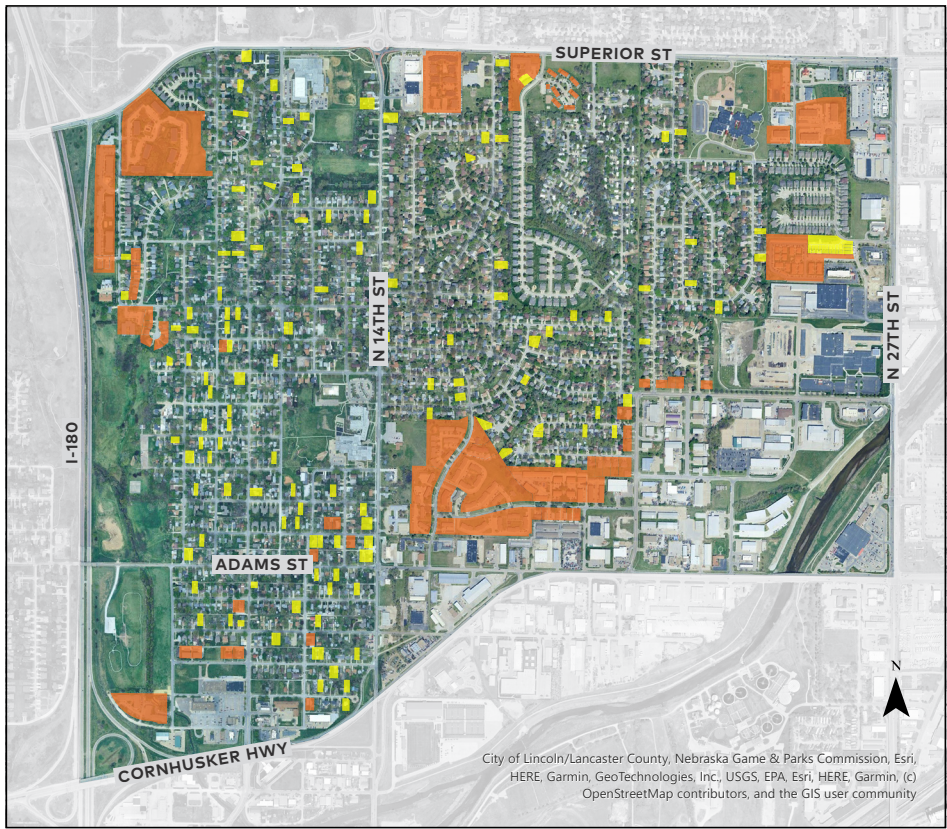 SUPERIOR ST
N 14TH ST
N 27TH ST
I-180
ADAMS ST
N
CORNHUSKER HWY
City of Lincoln/Lancaster County, Nebraska Game & Parks Commission, Esri,
HERE, Garmin, GeoTechnologies, Inc., USGS, EPA, Esri, HERE, Garmin, (c)
OpenStreetMap contributors, and the GIS user community